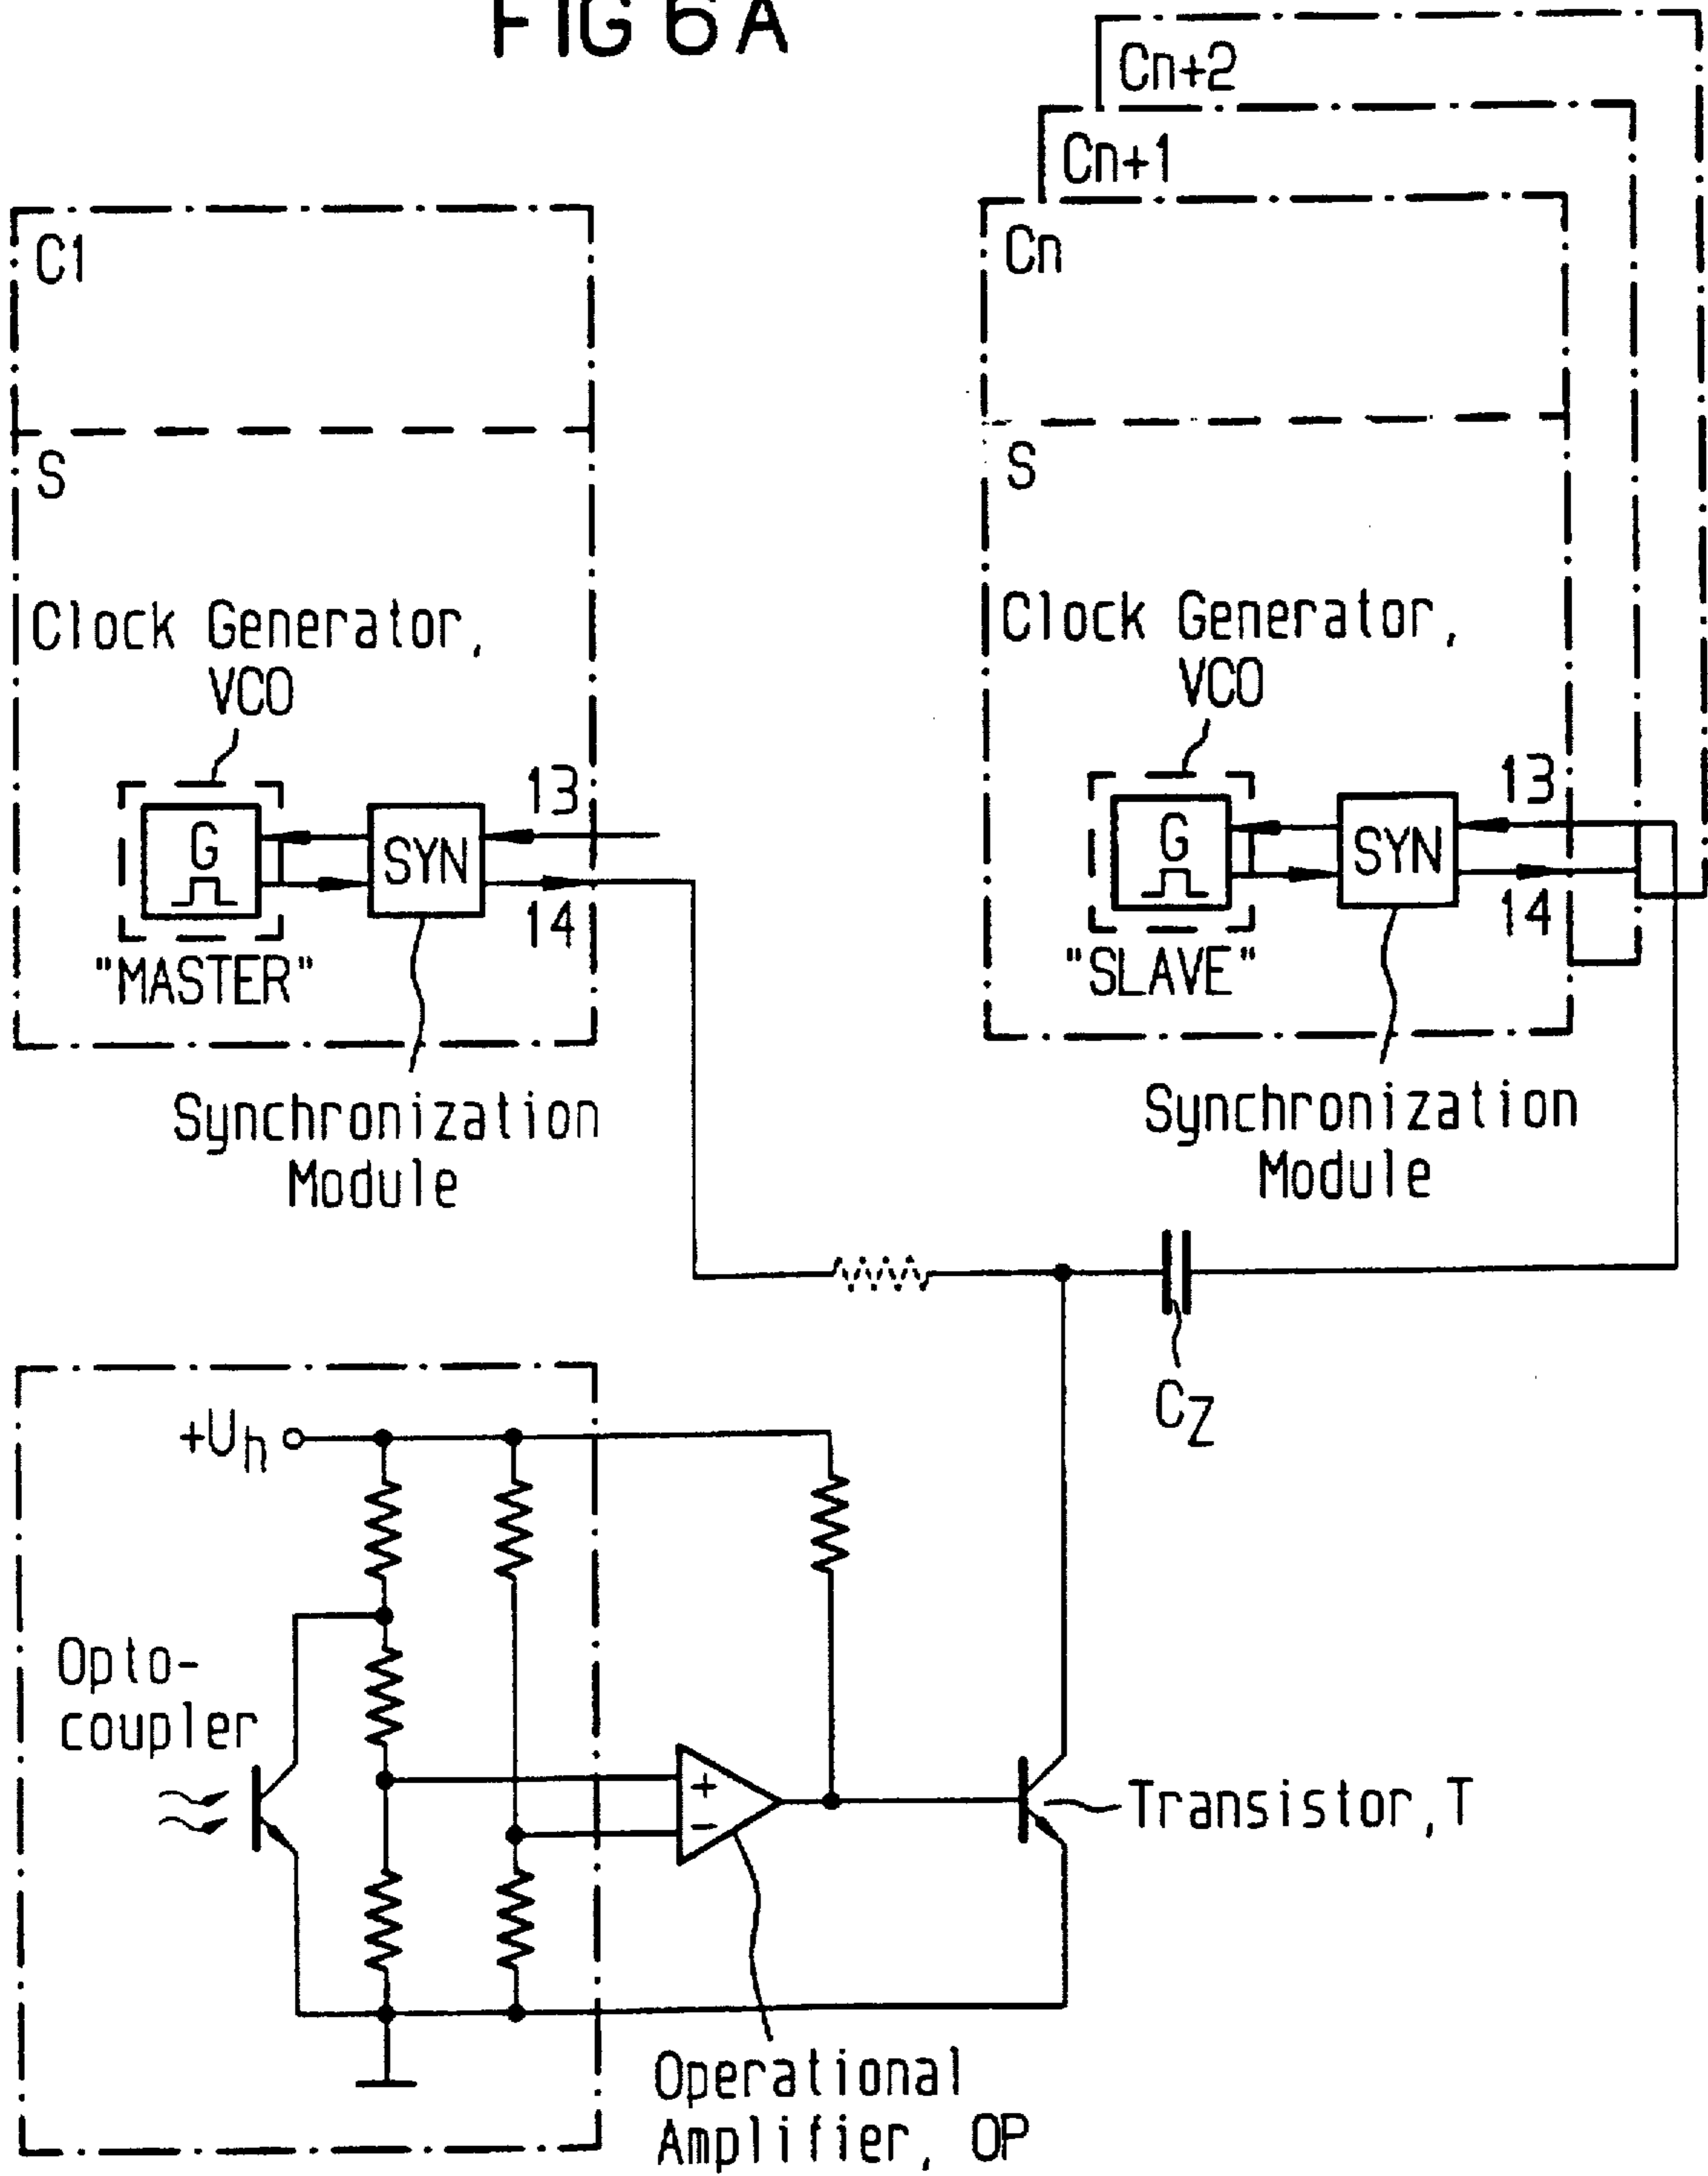 FIG 6A
Cn+2
Cn+1
C1
Cn
S
S
Clock Generator,
VCO
Clock Generator,
VCO
13
G
SYN
14
"MASTER"
13
G
SYN
14
"SLAVE"
Synchronization
Module
Synchronization
Module
CZ
+Uh
Opto-
coupler
+
−
Transistor, T
Operational
Amplifier, OP